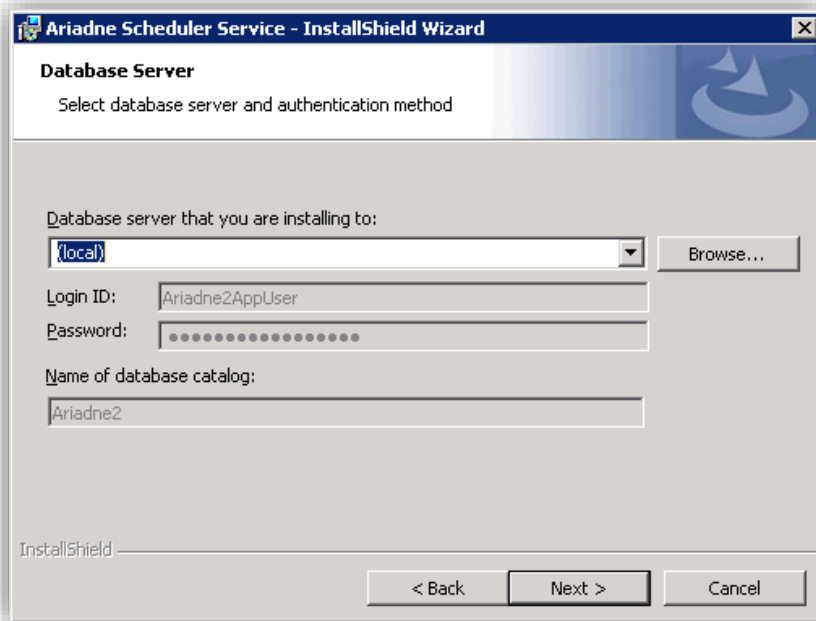 Ariadne Scheduler Service - InstallShield Wizard
Database Server
Select database server and authentication method
Database server that you are installing to:
(local)
Browse...
Login ID:
Ariadne2AppUser
Password:
●●●●●●●●●●●●●●●●●
Name of database catalog:
Ariadne2
InstallShield
< Back
Next >
Cancel